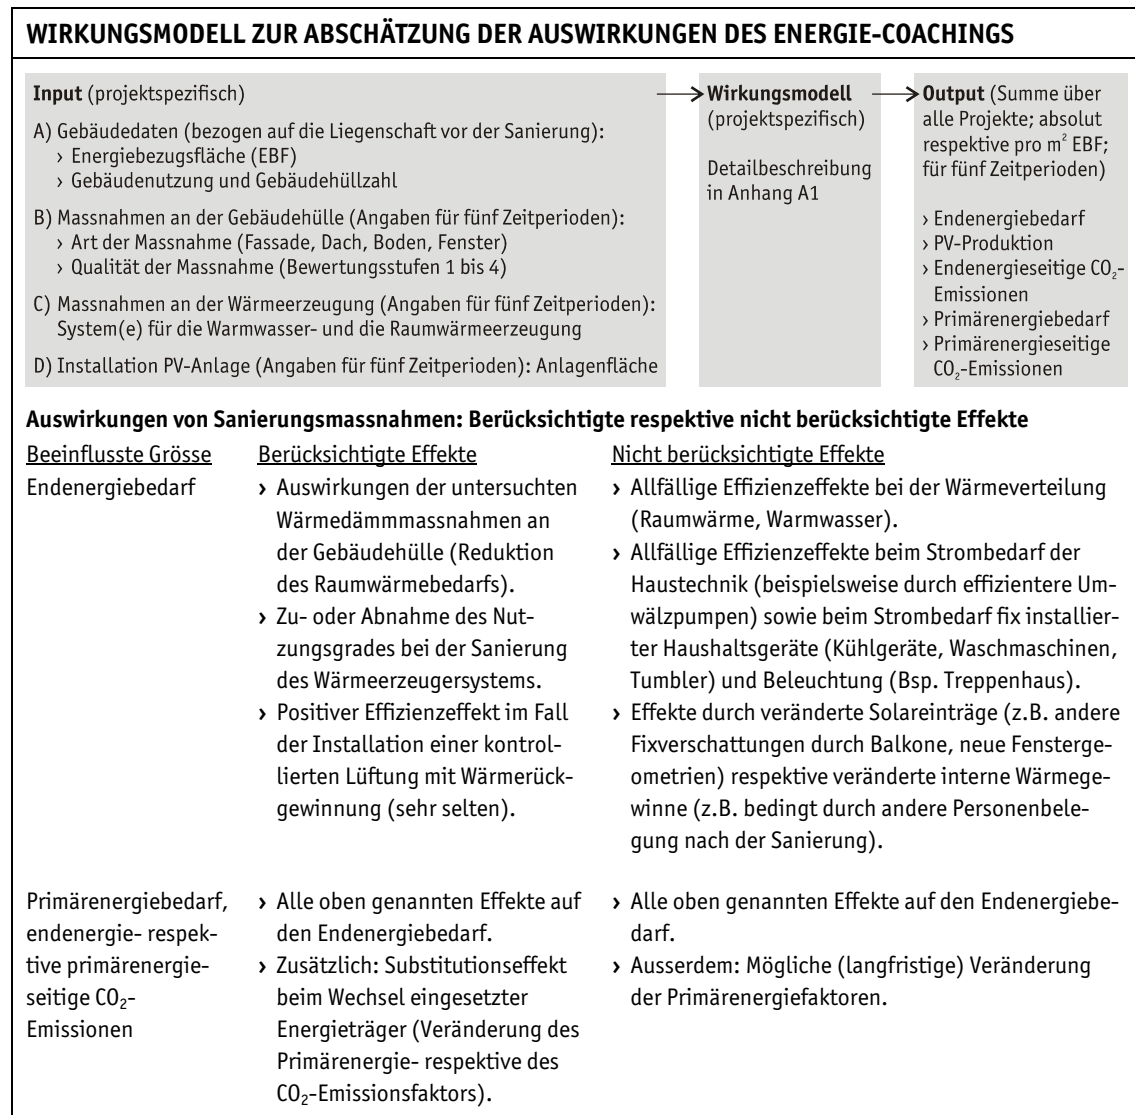 WIRKUNGSMODELL ZUR ABSCHÄTZUNG DER AUSWIRKUNGEN DES ENERGIE-COACHINGS
Input (projektspezifisch)
A) Gebäudedaten (bezogen auf die Liegenschaft vor der Sanierung):
› Energiebezugsfläche (EBF)
› Gebäudenutzung und Gebäudehüllzahl
B) Massnahmen an der Gebäudehülle (Angaben für fünf Zeitperioden):
› Art der Massnahme (Fassade, Dach, Boden, Fenster)
› Qualität der Massnahme (Bewertungsstufen 1 bis 4)
C) Massnahmen an der Wärmeerzeugung (Angaben für fünf Zeitperioden):
System(e) für die Warmwasser- und die Raumwärmeerzeugung
D) Installation PV-Anlage (Angaben für fünf Zeitperioden): Anlagenfläche
Wirkungsmodell
(projektspezifisch)
Detailbeschreibung
in Anhang A1
Output (Summe über
alle Projekte; absolut
respektive pro m² EBF;
für fünf Zeitperioden)
› Endenergiebedarf
› PV-Produktion
› Endenergieseitige CO₂-
Emissionen
› Primärenergiebedarf
› Primärenergieseitige
CO₂-Emissionen
Auswirkungen von Sanierungsmassnahmen: Berücksichtigte respektive nicht berücksichtigte Effekte
Beeinflusste Grösse
Endenergiebedarf
Berücksichtigte Effekte
› Auswirkungen der untersuchten
Wärmedämmmassnahmen an
der Gebäudehülle (Reduktion
des Raumwärmebedarfs).
› Zu- oder Abnahme des Nut-
zungsgrades bei der Sanierung
des Wärmeerzeugersystems.
› Positiver Effizienzeffekt im Fall
der Installation einer kontrol-
lierten Lüftung mit Wärmerück-
gewinnung (sehr selten).
Nicht berücksichtigte Effekte
› Allfällige Effizienzeffekte bei der Wärmeverteilung
(Raumwärme, Warmwasser).
› Allfällige Effizienzeffekte beim Strombedarf der
Haustechnik (beispielsweise durch effizientere Um-
wälzpumpen) sowie beim Strombedarf fix installier-
ter Haushaltsgeräte (Kühlgeräte, Waschmaschinen,
Tumbler) und Beleuchtung (Bsp. Treppenhaus).
› Effekte durch veränderte Solareinträge (z.B. andere
Fixverschattungen durch Balkone, neue Fensterge-
ometrien) respektive veränderte interne Wärmege-
winne (z.B. bedingt durch andere Personenbele-
gung nach der Sanierung).
Primärenergiebedarf,
endenergie- respek-
tive primärenergie-
seitige CO₂-
Emissionen
› Alle oben genannten Effekte auf
den Endenergiebedarf.
› Zusätzlich: Substitutionseffekt
beim Wechsel eingesetzter
Energieträger (Veränderung des
Primärenergie- respektive des
CO₂-Emissionsfaktors).
› Alle oben genannten Effekte auf den Endenergiebe-
darf.
› Ausserdem: Mögliche (langfristige) Veränderung
der Primärenergiefaktoren.